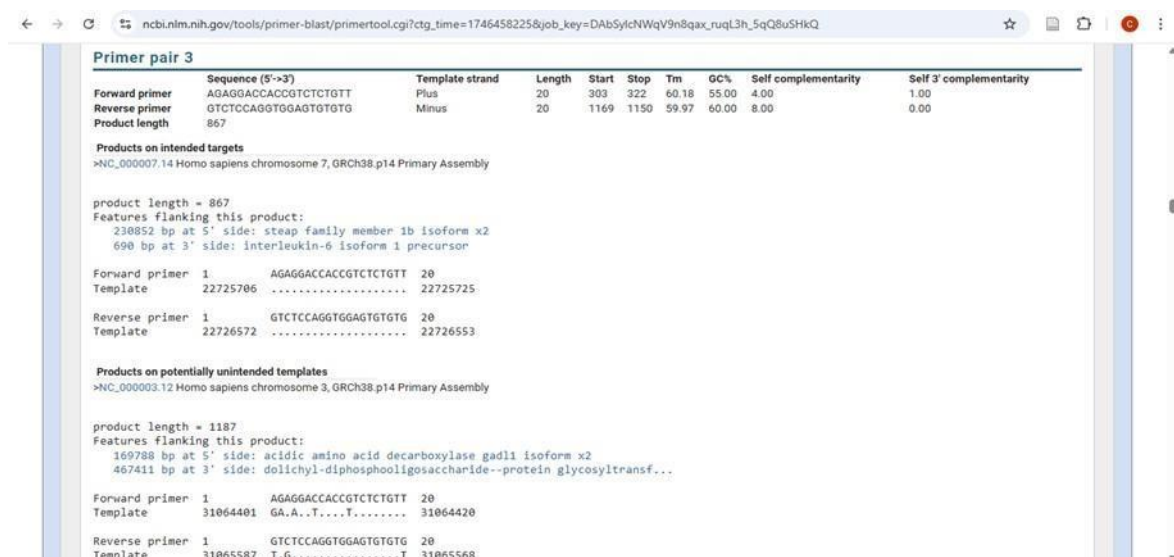 ncbi.nlm.nih.gov/tools/primer-blast/primertool.cgi?ctg_time=1746458225&job_key=DAbSylcNWqV9n8qax_ruqL3h_5qQ8uSHkQ
C
Primer pair 3
Sequence (5'->3') Template strand Length Start Stop Tm GC% Self complementarity Self 3' complementarity
Forward primer AGAGGACCACCGTCTCTGTT Plus 20 303 322 60.18 55.00 4.00 1.00
Reverse primer GTCTCCAGGTGGAGTGTGTG Minus 20 1169 1150 59.97 60.00 8.00 0.00
Product length 867
Products on intended targets
>NC_000007.14 Homo sapiens chromosome 7, GRCh38.p14 Primary Assembly
product length = 867
Features flanking this product:
230852 bp at 5' side: steap family member 1b isoform x2
690 bp at 3' side: interleukin-6 isoform 1 precursor
Forward primer 1 AGAGGACCACCGTCTCTGTT 20
Template 22725706 .................... 22725725
Reverse primer 1 GTCTCCAGGTGGAGTGTGTG 20
Template 22726572 .................... 22726553
Products on potentially unintended templates
>NC_000003.12 Homo sapiens chromosome 3, GRCh38.p14 Primary Assembly
product length = 1187
Features flanking this product:
169788 bp at 5' side: acidic amino acid decarboxylase gadl1 isoform x2
467411 bp at 3' side: dolichyl-diphosphooligosaccharide--protein glycosyltransf...
Forward primer 1 AGAGGACCACCGTCTCTGTT 20
Template 31064401 GA.A..T....T........ 31064420
Reverse primer 1 GTCTCCAGGTGGAGTGTGTG 20
Template 31065587 T.G................T 31065568